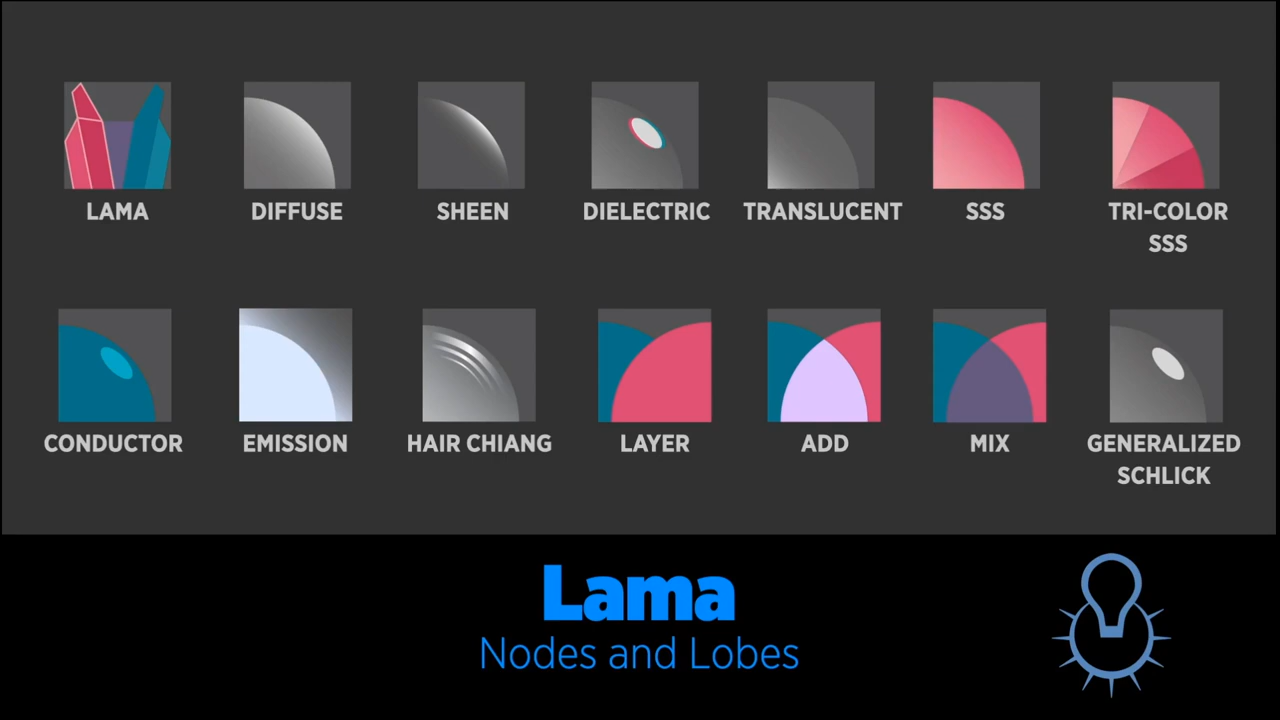 LAMA
DIFFUSE
SHEEN
DIELECTRIC
TRANSLUCENT
SSS
TRI-COLOR
SSS
CONDUCTOR
EMISSION
HAIR CHIANG
LAYER
ADD
MIX
GENERALIZED
SCHLICK
Lama
Nodes and Lobes